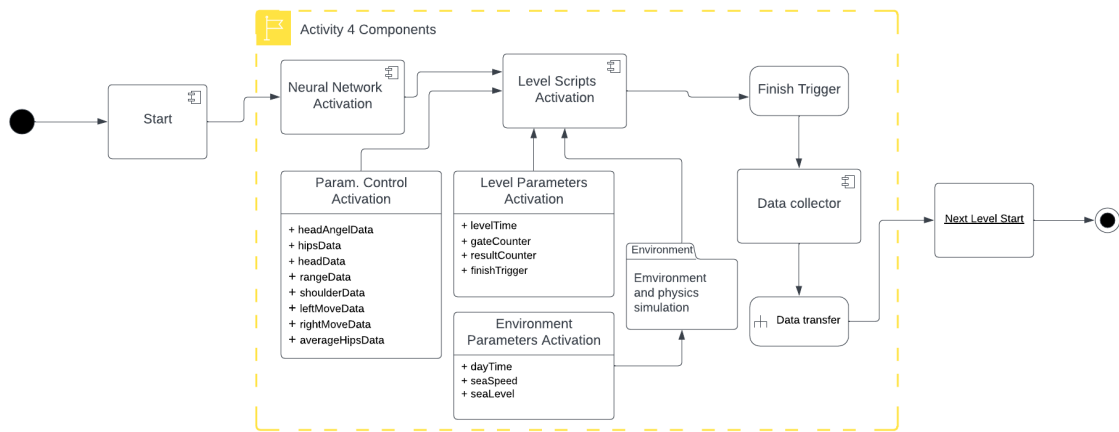 Activity 4 Components
Start
Neural Network
Activation
Level Scripts
Activation
Finish Trigger
Param. Control
Activation
+ headAngelData
+ hipsData
+ headData
+ rangeData
+ shoulderData
+ leftMoveData
+ rightMoveData
+ averageHipsData
Level Parameters
Activation
+ levelTime
+ gateCounter
+ resultCounter
+ finishTrigger
Environment
Parameters Activation
+ dayTime
+ seaSpeed
+ seaLevel
Environment
Emvironment
and physics
simulation
Data collector
Data transfer
Next Level Start